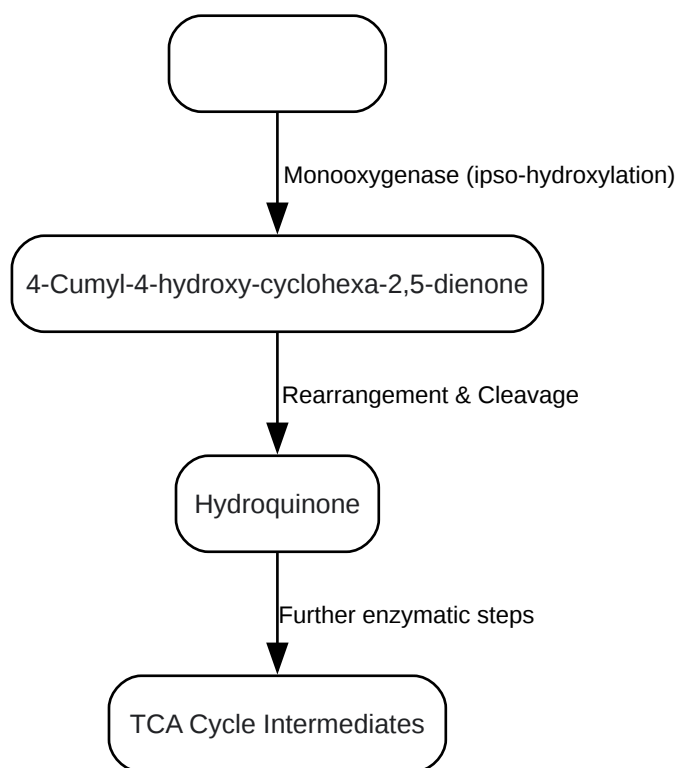 Monooxygenase (ipso-hydroxylation)
4-Cumyl-4-hydroxy-cyclohexa-2,5-dienone
Rearrangement & Cleavage
Hydroquinone
Further enzymatic steps
TCA Cycle Intermediates